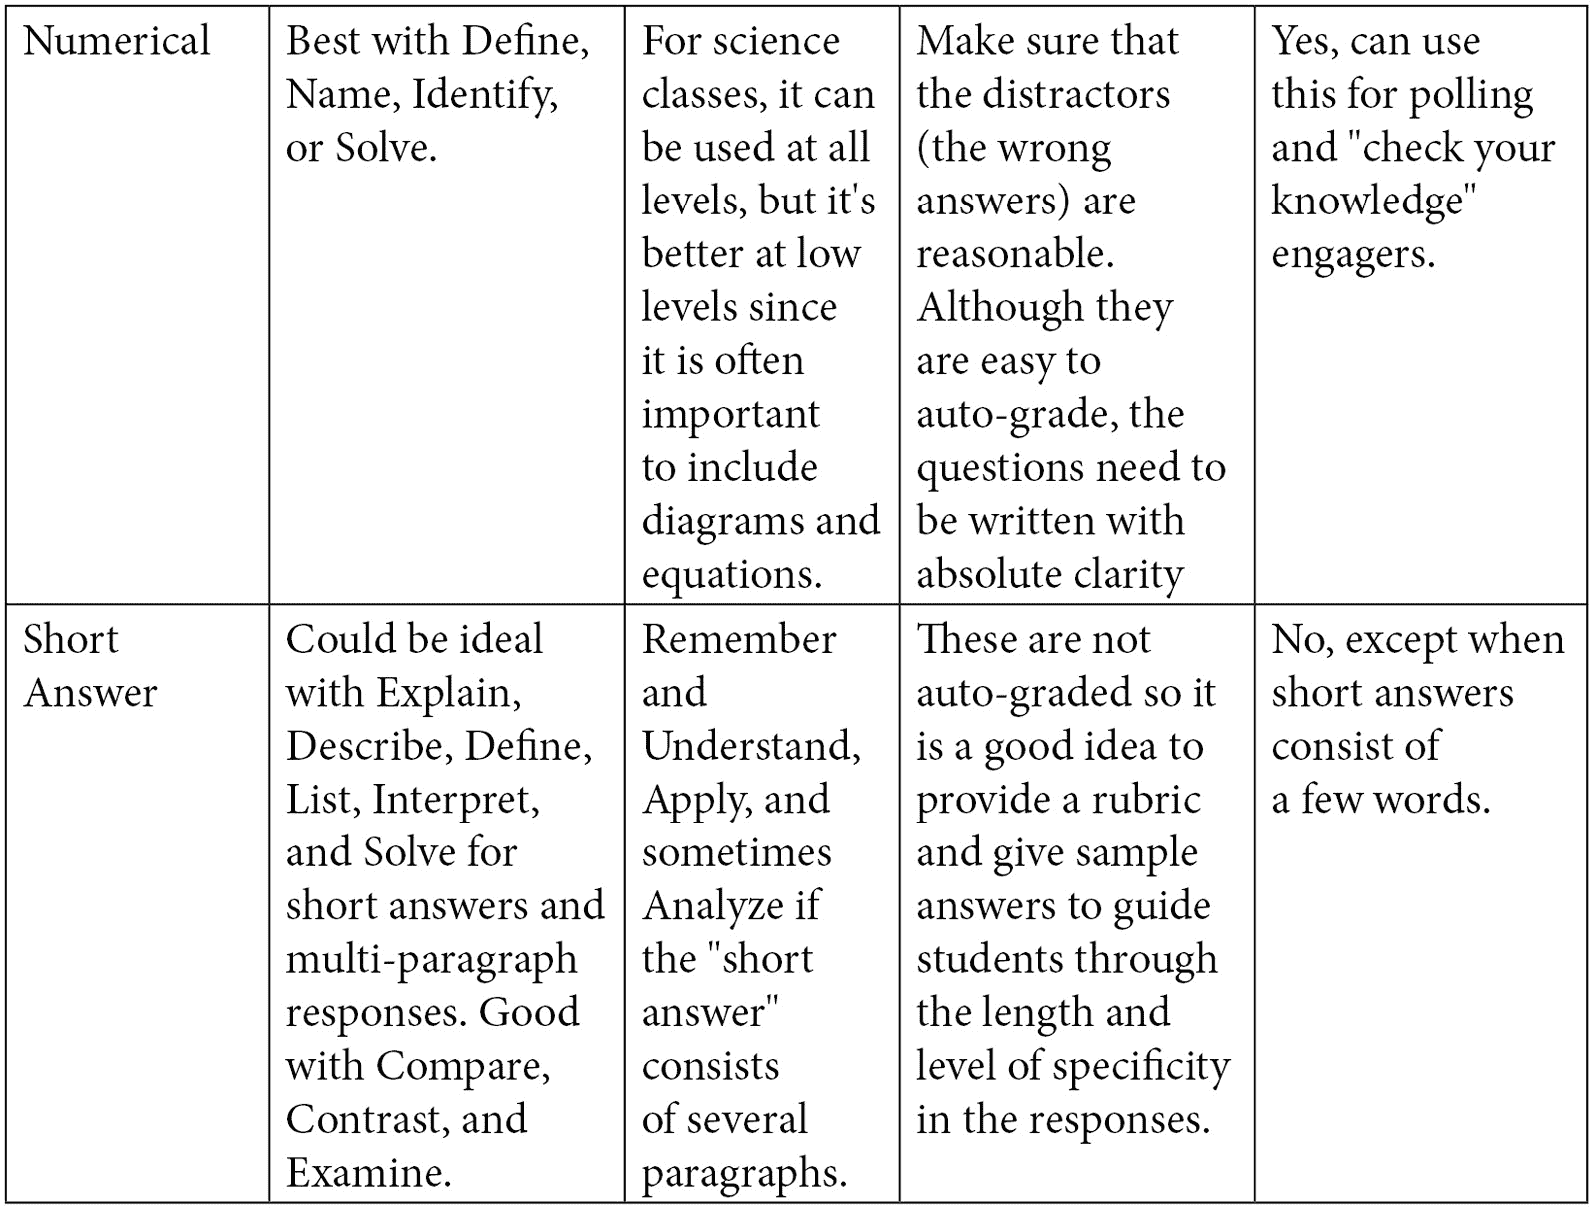 Numerical
Best with Define,
Name, Identify,
or Solve.
For science
classes, it can
be used at all
levels, but it's
better at low
levels since
it is often
important
to include
diagrams and
equations.
Make sure that
the distractors
(the wrong
answers) are
reasonable.
Although they
are easy to
auto-grade, the
questions need to
be written with
absolute clarity
Yes, can use
this for polling
and "check your
knowledge"
engagers.
Short
Answer
Could be ideal
with Explain,
Describe, Define,
List, Interpret,
and Solve for
short answers and
multi-paragraph
responses. Good
with Compare,
Contrast, and
Examine.
Remember
and
Understand,
Apply, and
sometimes
Analyze if
the "short
answer"
consists
of several
paragraphs.
These are not
auto-graded so it
is a good idea to
provide a rubric
and give sample
answers to guide
students through
the length and
level of specificity
in the responses.
No, except when
short answers
consist of
a few words.